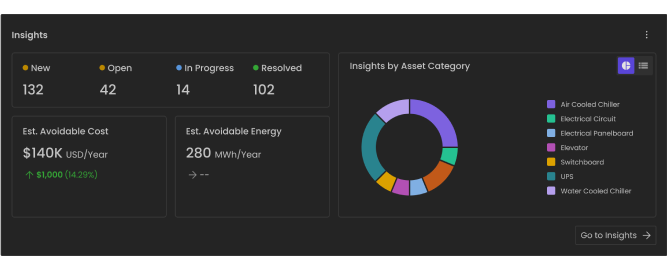 Insights
New
Open
In Progress
Resolved
132
42
14
102
Est. Avoidable Cost
$140K USD/Year
↑ $1,000 (14.29%)
Est. Avoidable Energy
280 MWh/Year
→ --
Insights by Asset Category
Air Cooled Chiller
Electrical Circuit
Electrical Panelboard
Elevator
Switchboard
UPS
Water Cooled Chiller
Go to Insights →